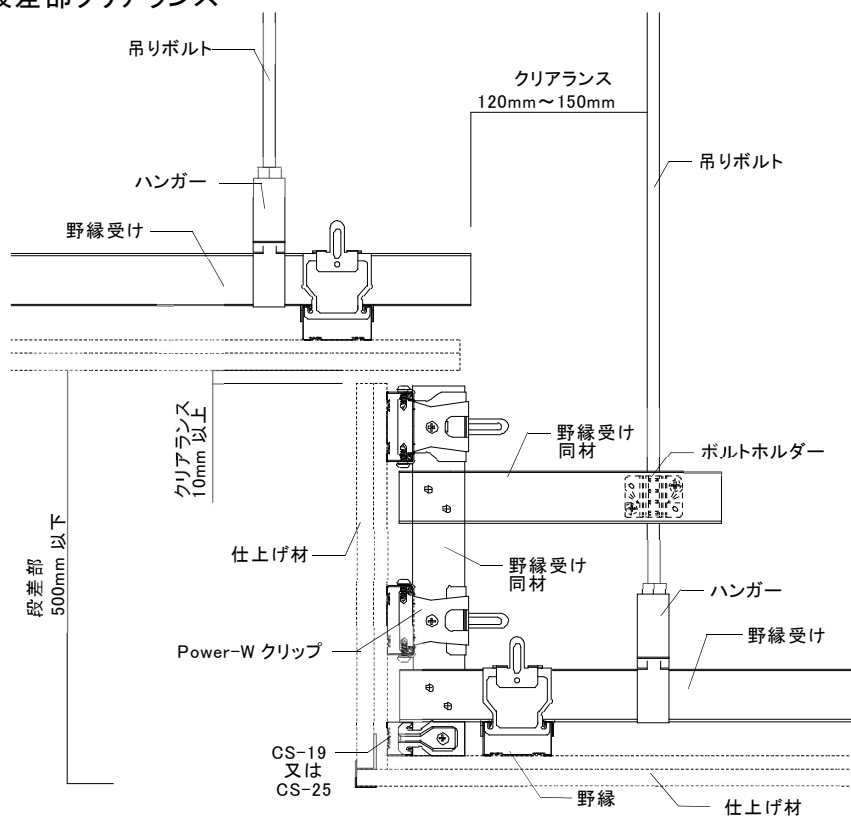 段差部クリアランス
吊りボルト
クリアランス
120mm～150mm
吊りボルト
ハンガー
野縁受け
クリアランス
10mm 以上
野縁受け
同材
ボルトホルダー
段差部
500mm 以下
仕上げ材
野縁受け
同材
ハンガー
Power-W クリップ
野縁受け
CS-19
又は
CS-25
野縁
仕上げ材